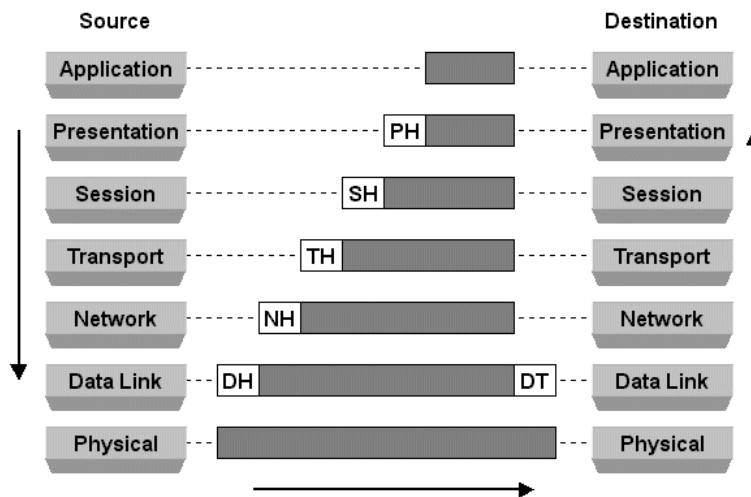 Source Destination
Application Application
Presentation PH Presentation
Session SH Session
Transport TH Transport
Network NH Network
Data Link DH DT Data Link
Physical Physical